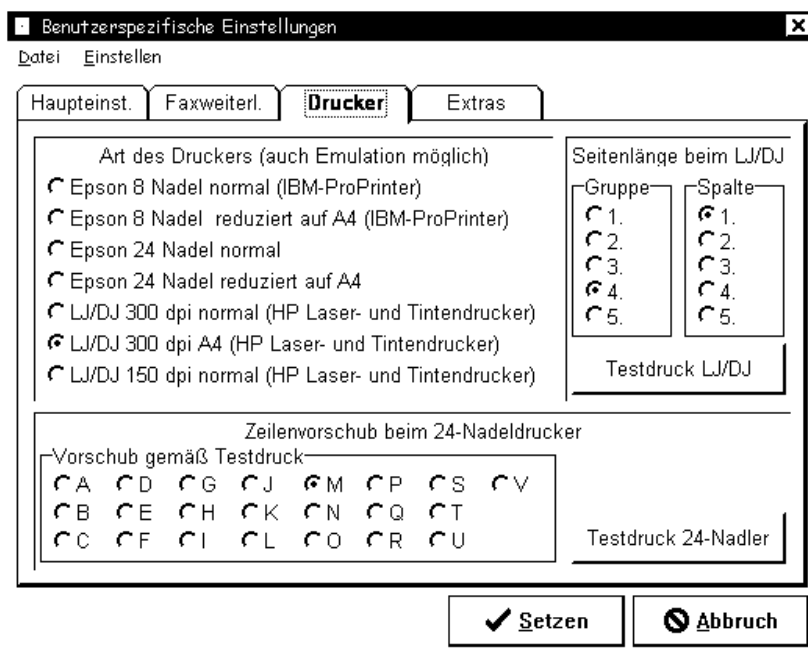 Benutzerspezifische Einstellungen
Datei Einstellen
Haupteinst. Faxweiterl. Drucker Extras
Art des Druckers (auch Emulation möglich)
Epson 8 Nadel normal (IBM-ProPrinter)
Epson 8 Nadel reduziert auf A4 (IBM-ProPrinter)
Epson 24 Nadel normal
Epson 24 Nadel reduziert auf A4
LJ/DJ 300 dpi normal (HP Laser- und Tintendrucker)
LJ/DJ 300 dpi A4 (HP Laser- und Tintendrucker)
LJ/DJ 150 dpi normal (HP Laser- und Tintendrucker)
Seitenlänge beim LJ/DJ
Gruppe Spalte
1. 1.
2. 2.
3. 3.
4. 4.
5. 5.
Testdruck LJ/DJ
Zeilenvorschub beim 24-Nadeldrucker
Vorschub gemäß Testdruck
A D G J M P S V
B E H K N Q T
C F I L O R U
Testdruck 24-Nadler
Setzen Abbruch